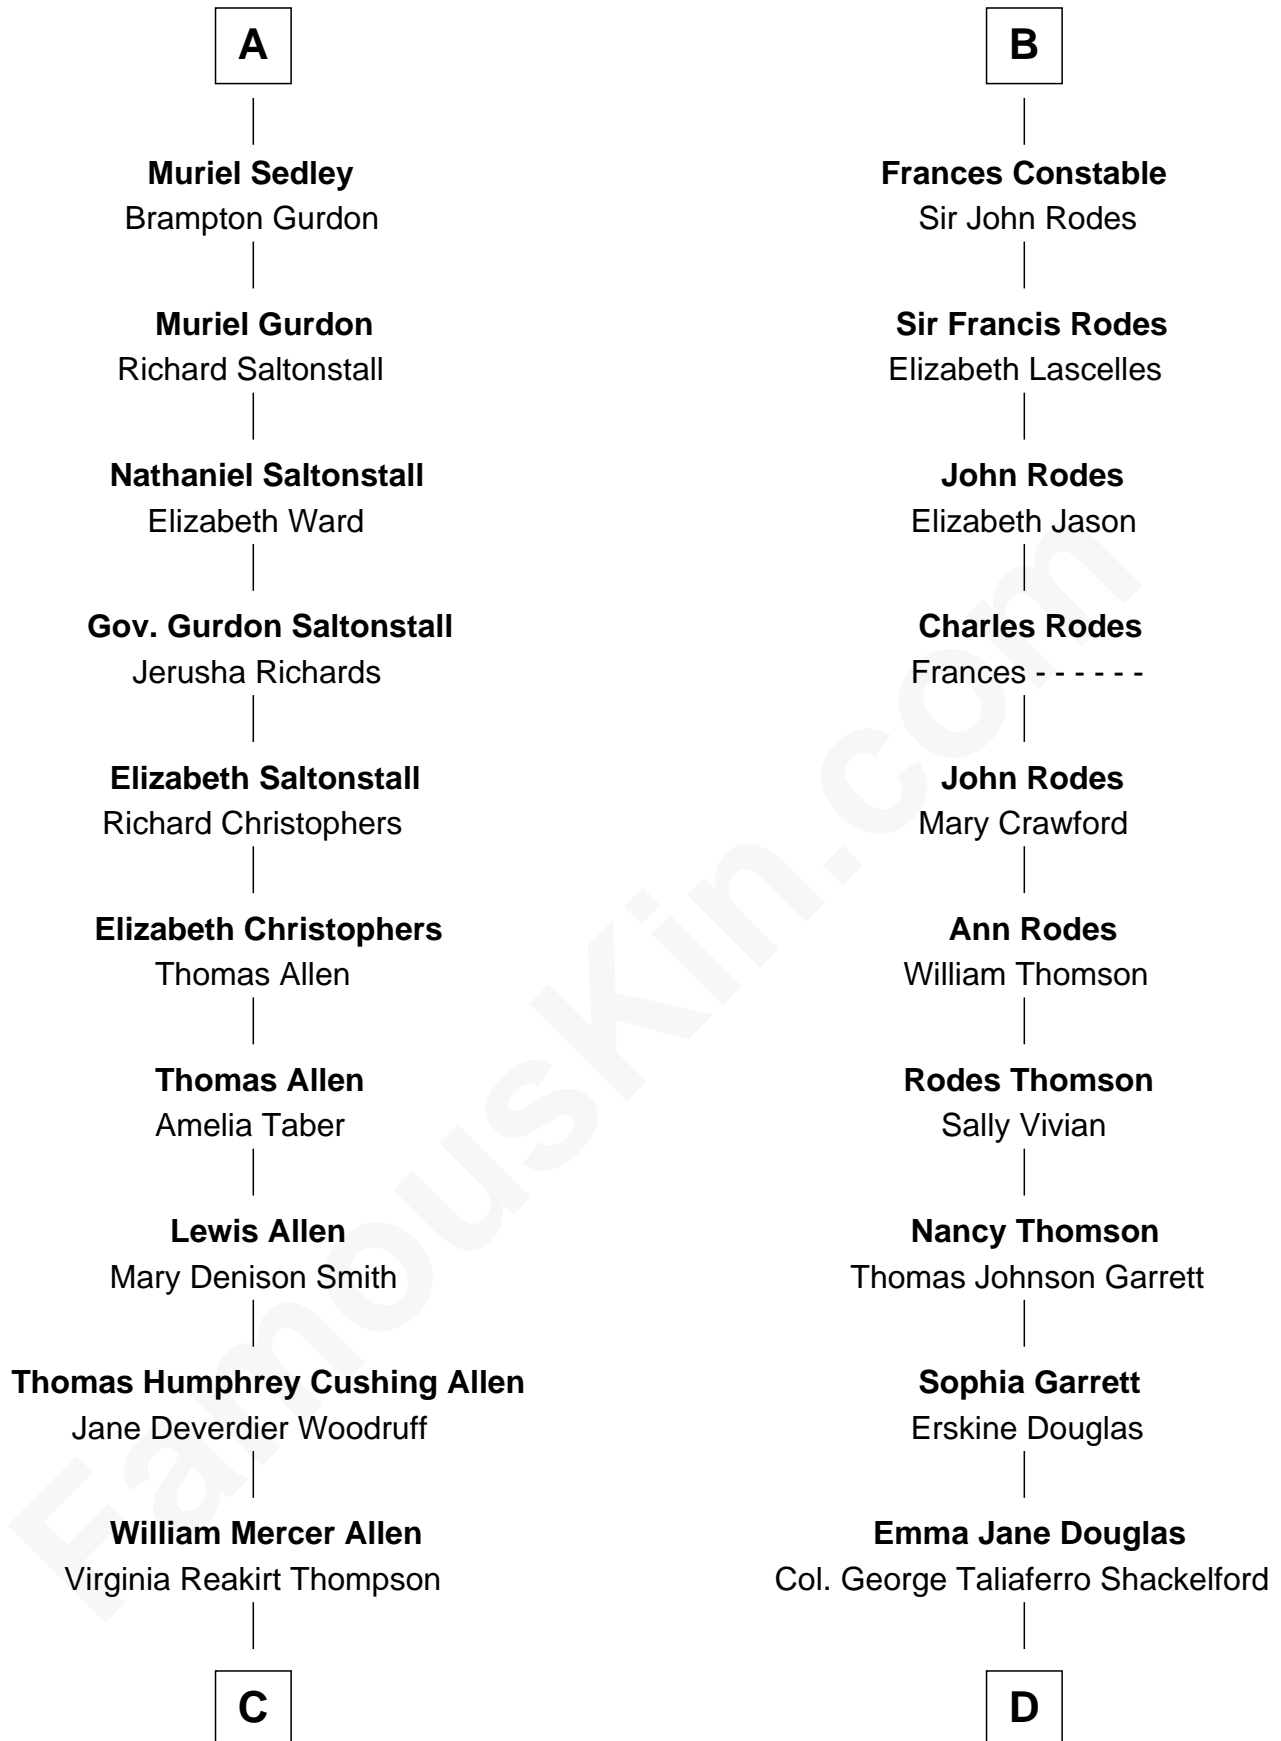 A
Muriel Sedley
Brampton Gurdon
Muriel Gurdon
Richard Saltonstall
Nathaniel Saltonstall
Elizabeth Ward
Gov. Gurdon Saltonstall
Jerusha Richards
Elizabeth Saltonstall
Richard Christophers
Elizabeth Christophers
Thomas Allen
Thomas Allen
Amelia Taber
Lewis Allen
Mary Denison Smith
Thomas Humphrey Cushing Allen
Jane Deverdier Woodruff
William Mercer Allen
Virginia Reakirt Thompson
C
B
Frances Constable
Sir John Rodes
Sir Francis Rodes
Elizabeth Lascelles
John Rodes
Elizabeth Jason
Charles Rodes
Frances - - - - - -
John Rodes
Mary Crawford
Ann Rodes
William Thomson
Rodes Thomson
Sally Vivian
Nancy Thomson
Thomas Johnson Garrett
Sophia Garrett
Erskine Douglas
Emma Jane Douglas
Col. George Taliaferro Shackelford
D
FamousKin.com